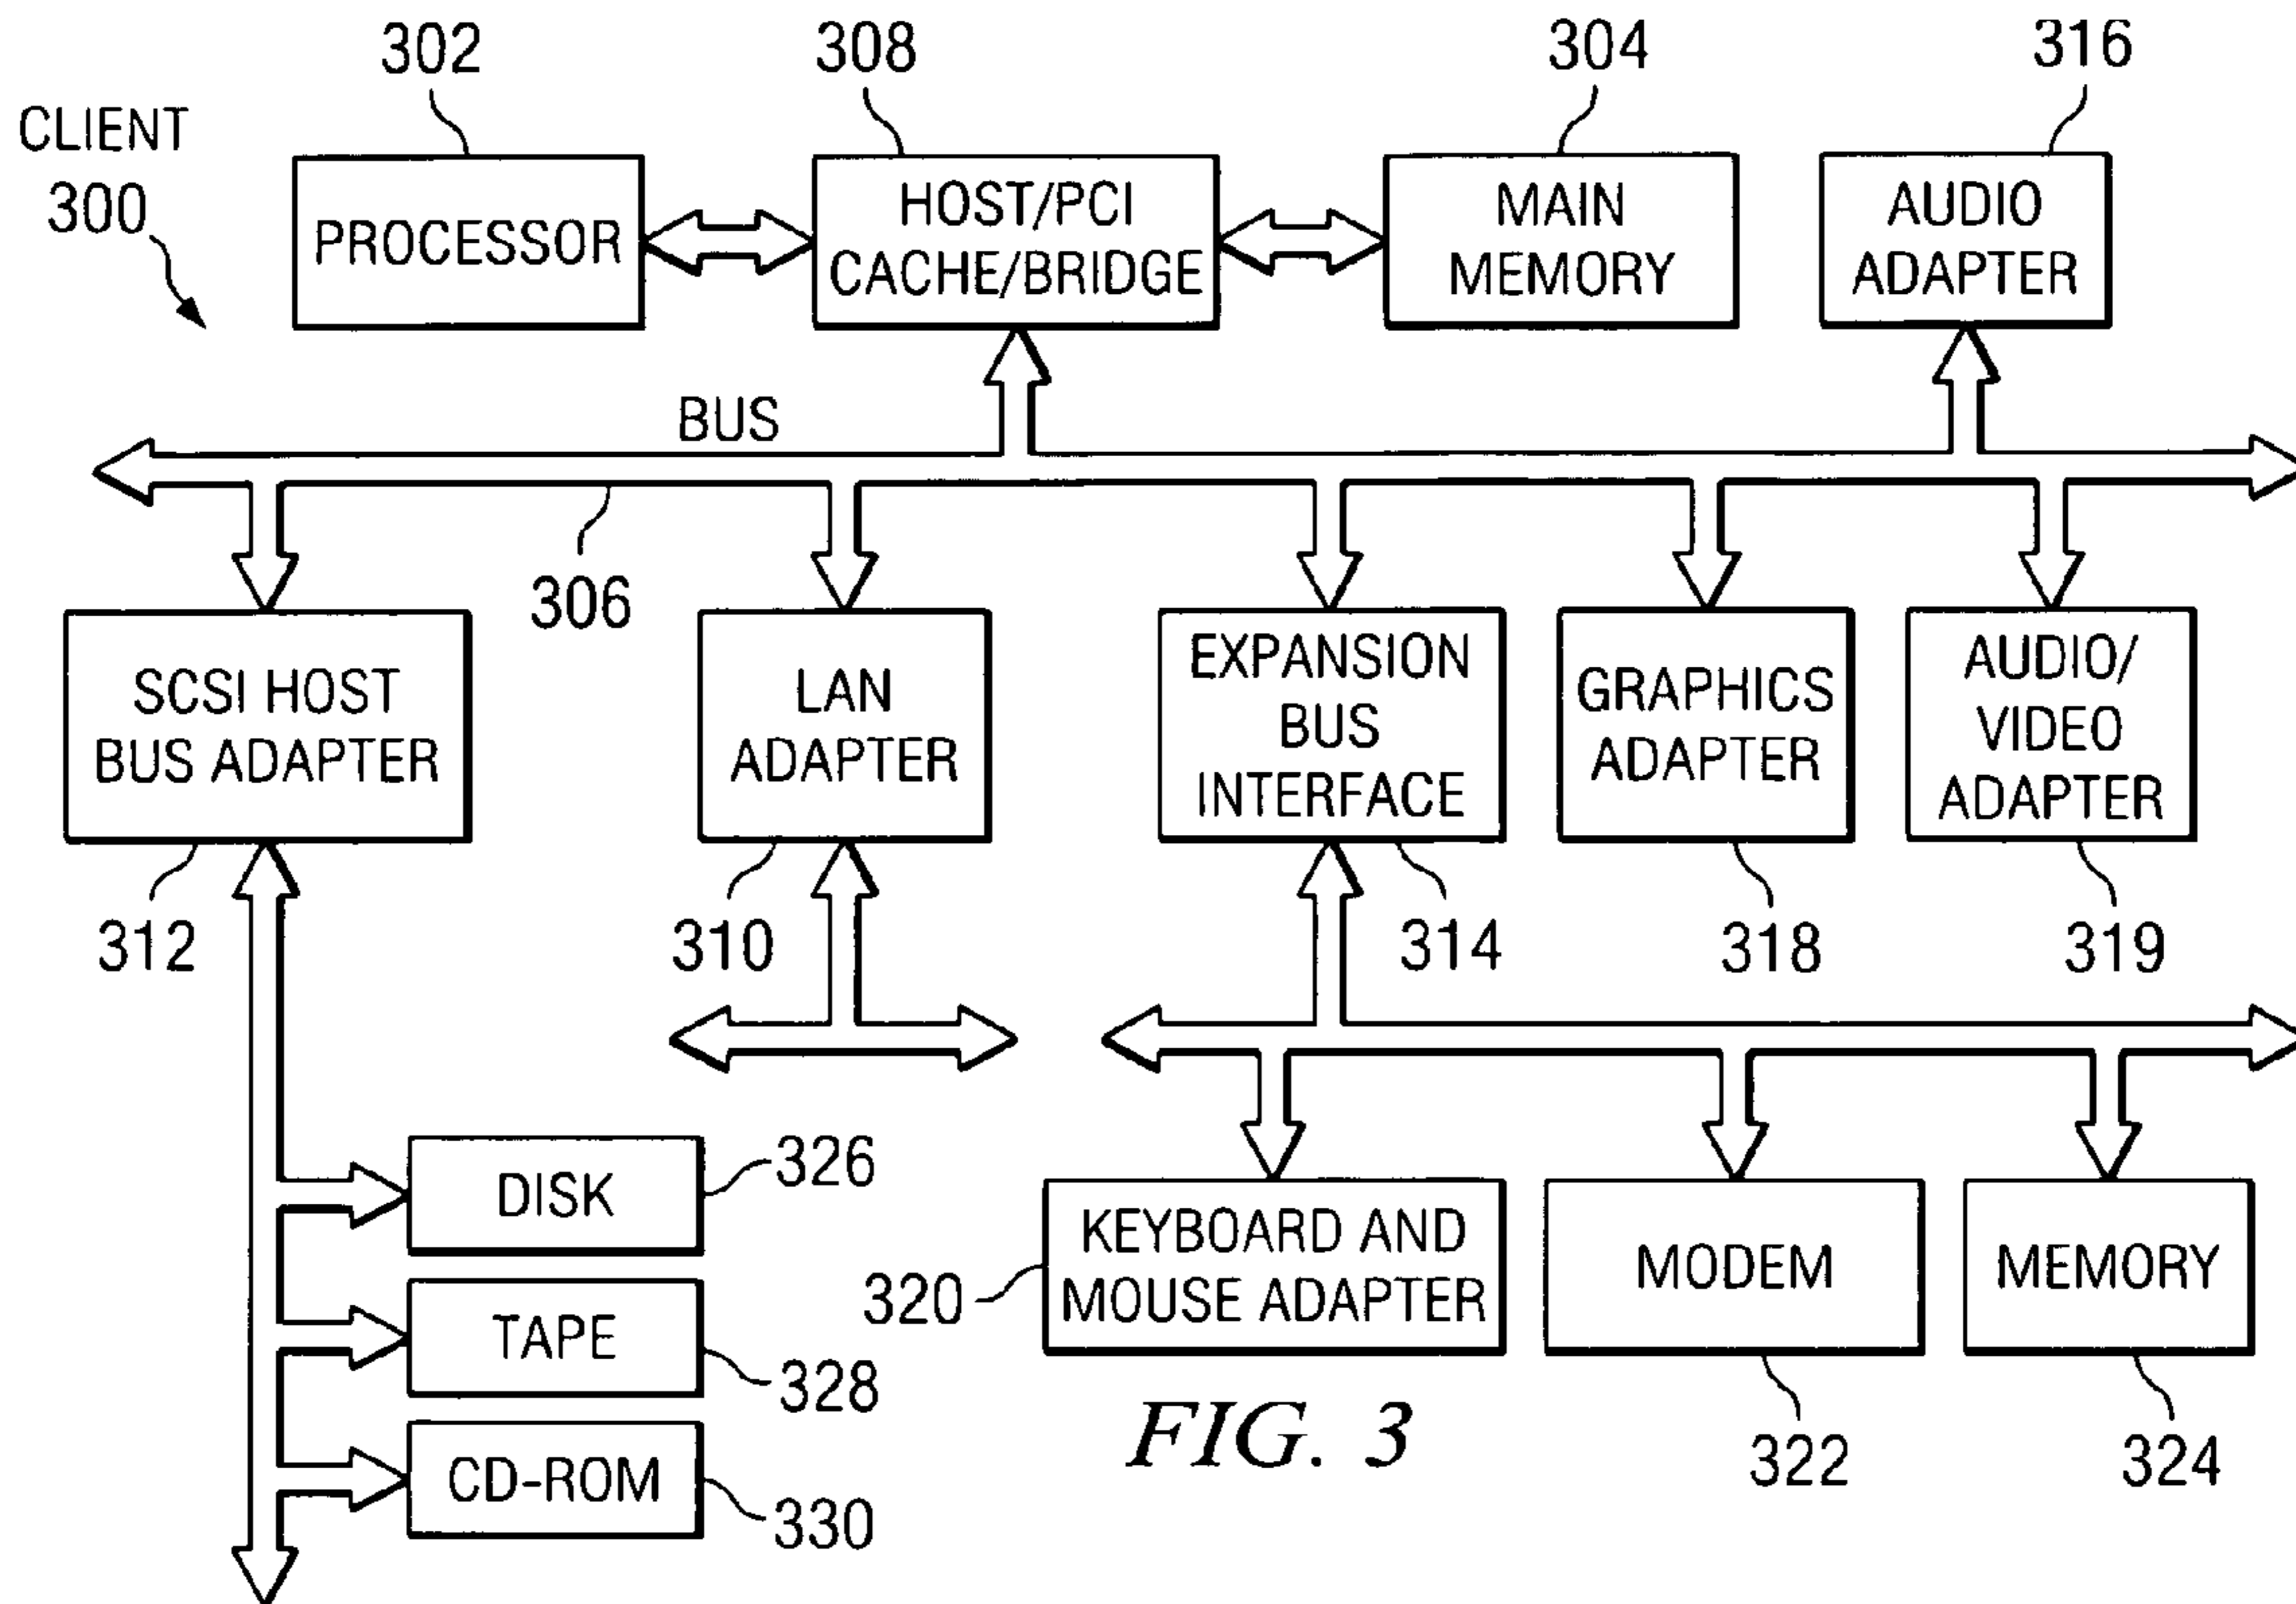 302
308
304
316
CLIENT
300
PROCESSOR
HOST/PCI
CACHE/BRIDGE
MAIN
MEMORY
AUDIO
ADAPTER
BUS
306
SCSI HOST
BUS ADAPTER
LAN
ADAPTER
EXPANSION
BUS
INTERFACE
GRAPHICS
ADAPTER
AUDIO/
VIDEO
ADAPTER
312
310
314
318
319
DISK
326
TAPE
328
CD-ROM
330
320
KEYBOARD AND
MOUSE ADAPTER
MODEM
MEMORY
322
324
FIG. 3